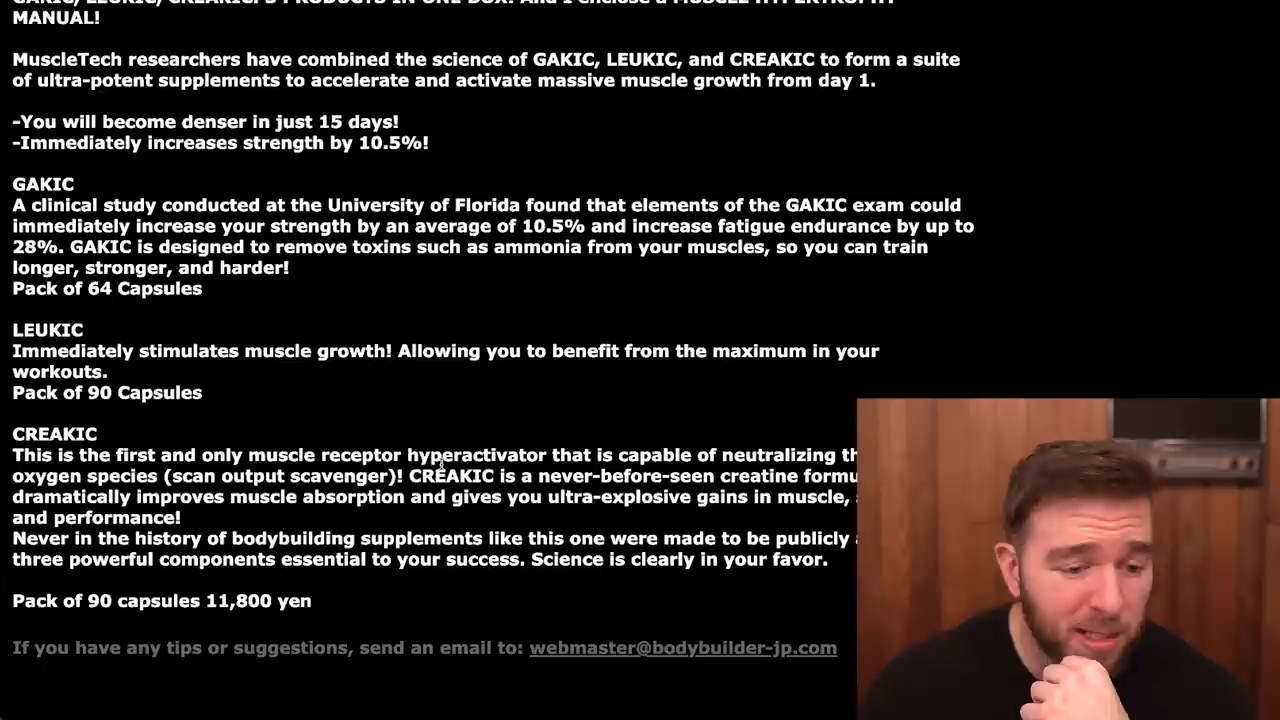 MANUAL!
MuscleTech researchers have combined the science of GAKIC, LEUKIC, and CREAKIC to form a suite
of ultra-potent supplements to accelerate and activate massive muscle growth from day 1.
-You will become denser in just 15 days!
-Immediately increases strength by 10.5%!
GAKIC
A clinical study conducted at the University of Florida found that elements of the GAKIC exam could
immediately increase your strength by an average of 10.5% and increase fatigue endurance by up to
28%. GAKIC is designed to remove toxins such as ammonia from your muscles, so you can train
longer, stronger, and harder!
Pack of 64 Capsules
LEUKIC
Immediately stimulates muscle growth! Allowing you to benefit from the maximum in your
workouts.
Pack of 90 Capsules
CREAKIC
This is the first and only muscle receptor hyperactivator that is capable of neutralizing th
oxygen species (scan output scavenger)! CREAKIC is a never-before-seen creatine formu
dramatically improves muscle absorption and gives you ultra-explosive gains in muscle,
and performance!
Never in the history of bodybuilding supplements like this one were made to be publicly
three powerful components essential to your success. Science is clearly in your favor.
Pack of 90 capsules 11,800 yen
If you have any tips or suggestions, send an email to: webmaster@bodybuilder-jp.com